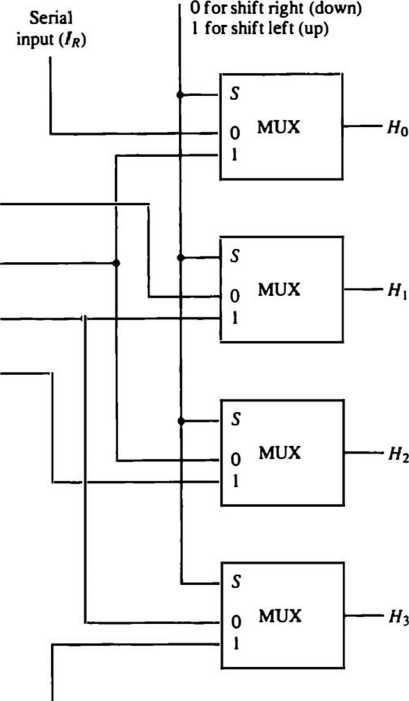 0 for shift right (down)
1 for shift left (up)
Serial
input (I_R)
S
0
1
MUX
H_0
S
0
1
MUX
H_1
S
0
1
MUX
H_2
S
0
1
MUX
H_3